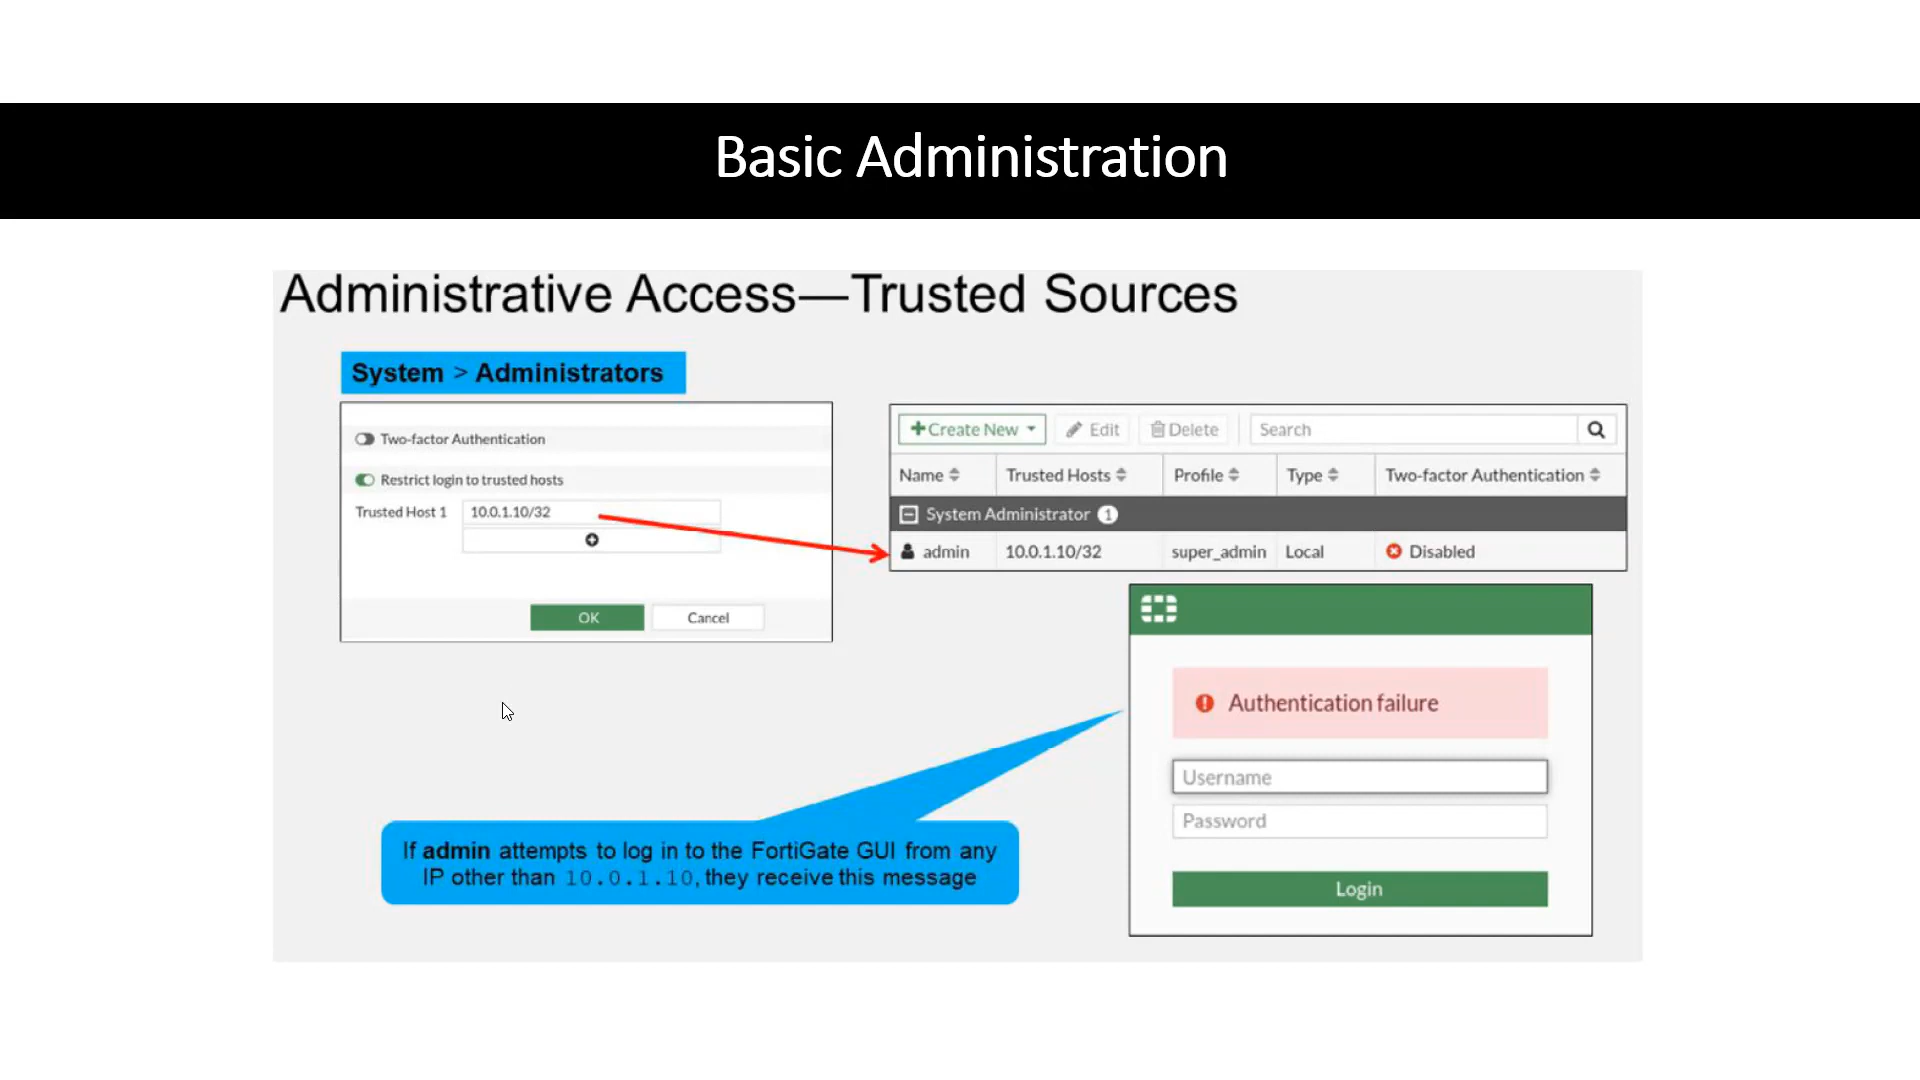 Basic Administration
Administrative Access—Trusted Sources
System > Administrators
Two-factor Authentication
Restrict login to trusted hosts
Trusted Host 1 10.0.1.10/32
OK Cancel
Create New Edit Delete Search
Name Trusted Hosts Profile Type Two-factor Authentication
System Administrator 1
admin 10.0.1.10/32 super_admin Local Disabled
Authentication failure
Username
Password
Login
If admin attempts to log in to the FortiGate GUI from any
IP other than 10.0.1.10, they receive this message